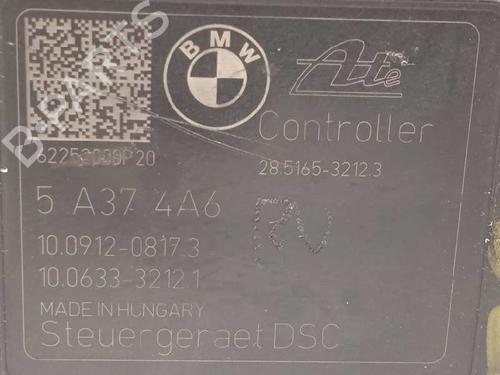 BMW
Ate
Controller
28.5165-3212.3
5 A37 4A6
10.0912-0817.3
10.0633-3212.1
MADE IN HUNGARY
Steuergeraet DSC
B-PARTS